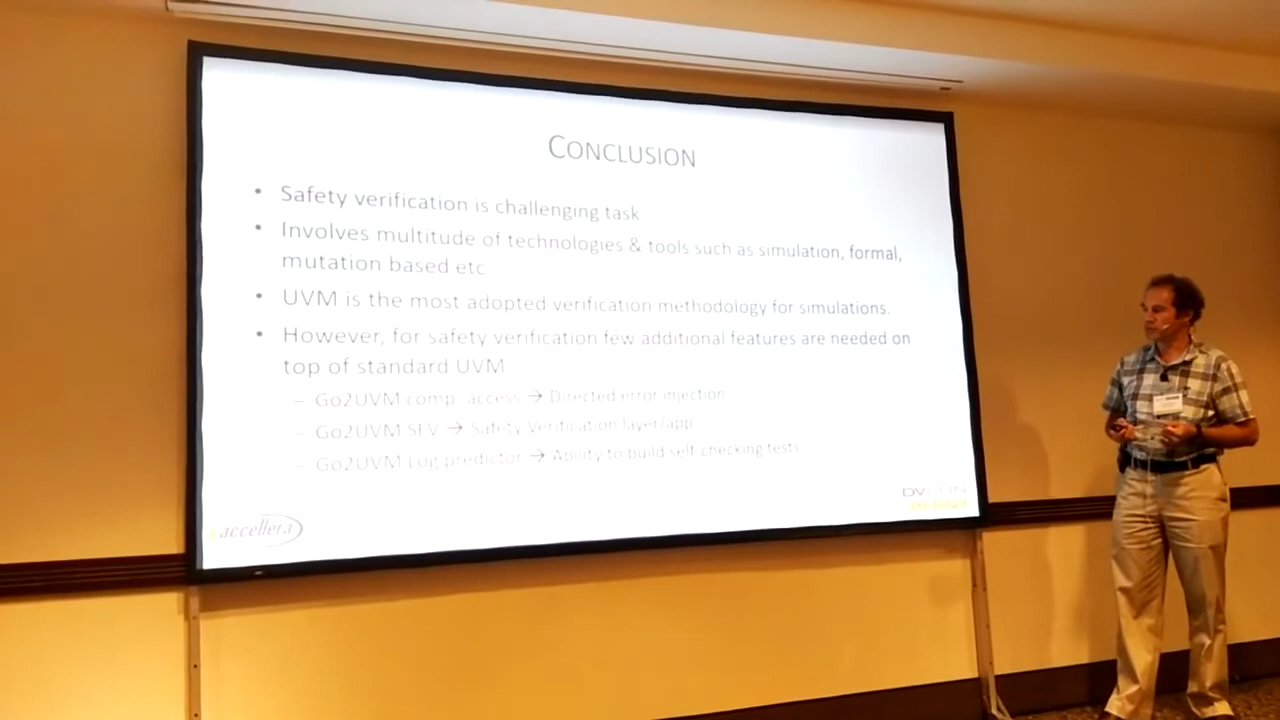 CONCLUSION
• Safety verification is challenging task
• Involves multitude of technologies & tools such as simulation, formal,
mutation based etc.
• UVM is the most adopted verification methodology for simulations.
• However, for safety verification few additional features are needed on
top of standard UVM
– Go2UVM comp. access → Directed error injection
– Go2UVM SFV → Safety Verification layer/app
– Go2UVM Log predictor → Ability to build self checking tests
accellera
DVCON